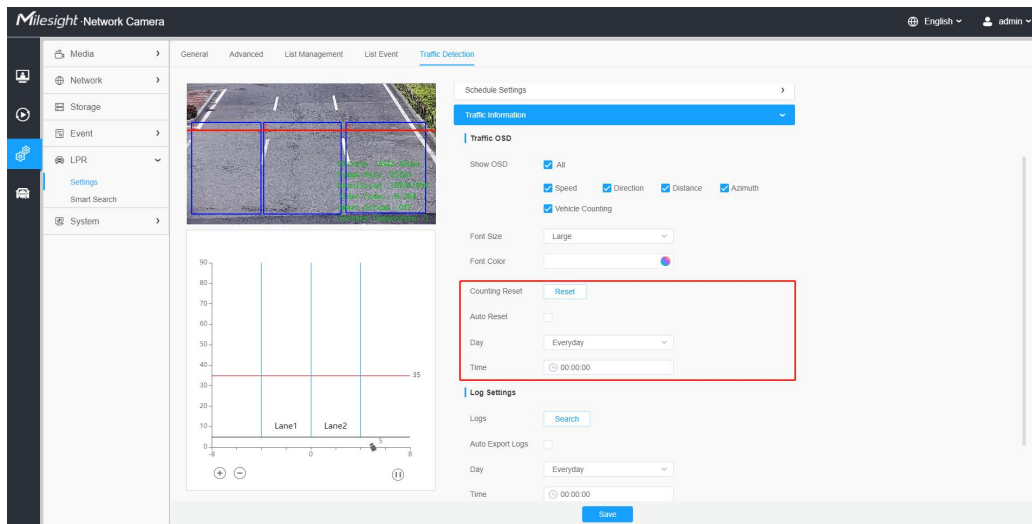 Milesight ·Network Camera
English
admin
Media
Network
Storage
Event
LPR
Settings
Smart Search
System
General Advanced List Management List Event Traffic Detection
Schedule Settings
Traffic Information
Traffic OSD
Show OSD All
Speed Direction Distance Azimuth
Vehicle Counting
Font Size Large
Font Color
Counting Reset Reset
Auto Reset
Day Everyday
Time 00:00:00
Log Settings
Logs Search
Auto Export Logs
Day Everyday
Time 00:00:00
Save
90
80
70
60
50
40
35
30
20
10
Lane1 Lane2
5
0
-8 0 8